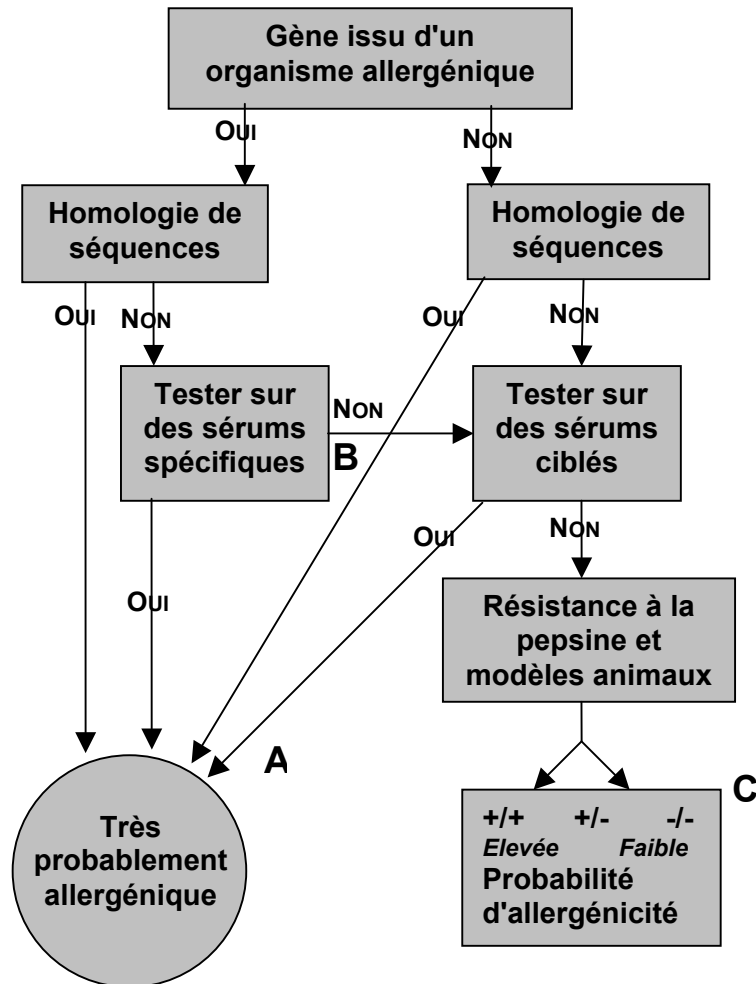 Gène issu d'un
organisme allergénique
OUI
NON
Homologie de
séquences
Homologie de
séquences
OUI
NON
OUI
NON
Tester sur
des sérums
spécifiques
NON
B
Tester sur
des sérums
ciblés
OUI
OUI
NON
Résistance à la
pepsine et
modèles animaux
A
C
Très
probablement
allergénique
+/+ +/- -/-
Elevée Faible
Probabilité
d'allergénicité